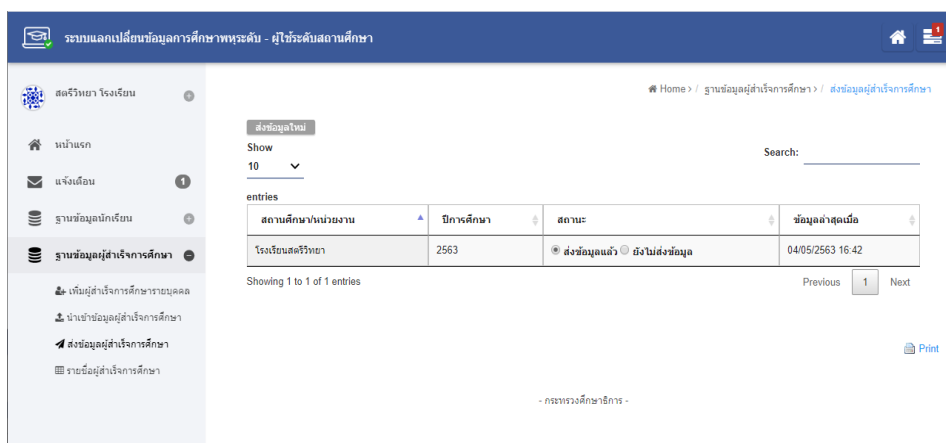 ระบบแลกเปลี่ยนข้อมูลการศึกษาพหุระดับ - ผู้ใช้ระดับสถานศึกษา
1
สตรีวิทยา โรงเรียน
Home > / ฐานข้อมูลผู้สำเร็จการศึกษา > / ส่งข้อมูลผู้สำเร็จการศึกษา
หน้าแรก
แจ้งเตือน 1
ฐานข้อมูลนักเรียน
ฐานข้อมูลผู้สำเร็จการศึกษา
เพิ่มผู้สำเร็จการศึกษารายบุคคล
นำเข้าข้อมูลผู้สำเร็จการศึกษา
ส่งข้อมูลผู้สำเร็จการศึกษา
รายชื่อผู้สำเร็จการศึกษา
ส่งข้อมูลใหม่
Show
10
entries
Search:
สถานศึกษา/หน่วยงาน ปีการศึกษา สถานะ ข้อมูลล่าสุดเมื่อ
โรงเรียนสตรีวิทยา 2563 ส่งข้อมูลแล้ว ยังไม่ส่งข้อมูล 04/05/2563 16:42
Showing 1 to 1 of 1 entries
Previous 1 Next
Print
- กระทรวงศึกษาธิการ -